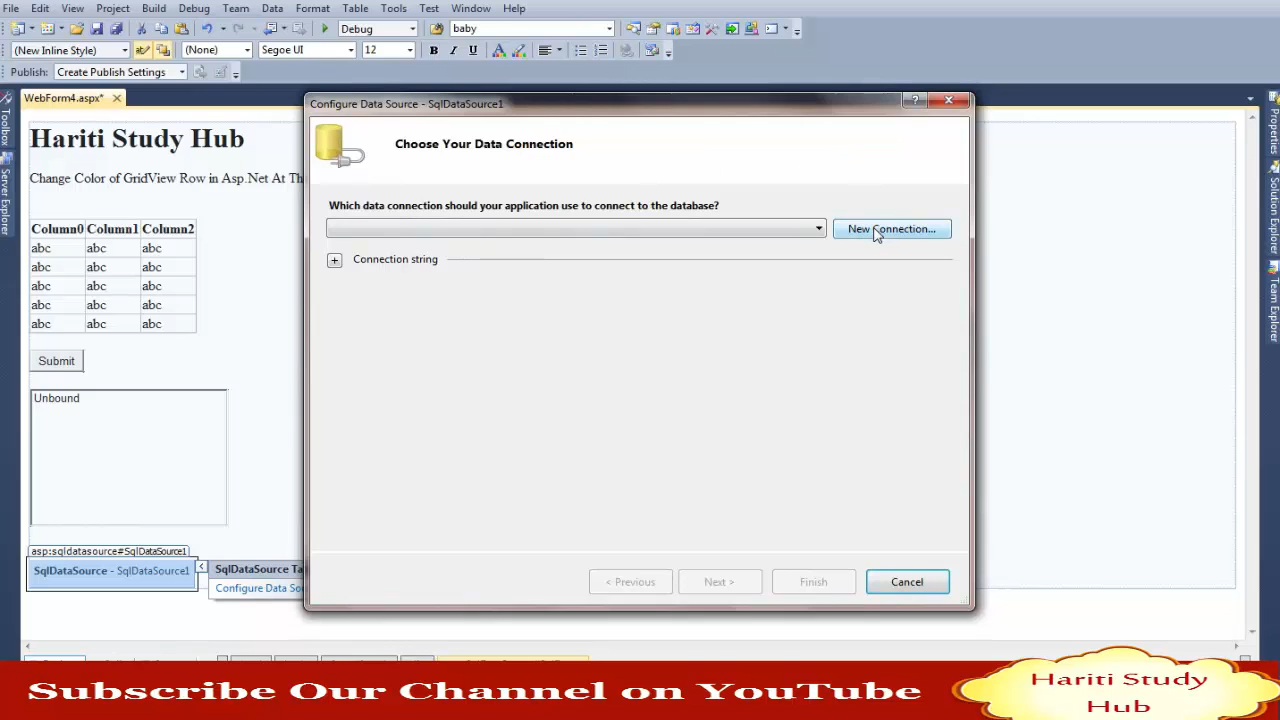 File Edit View Project Build Debug Team Data Format Table Tools Test Window Help
Debug baby
(New Inline Style) (None) Segoe UI 12 B I U A
Publish: Create Publish Settings
WebForm4.aspx*
Toolbox
Server Explorer
Properties
Solution Explorer
Team Explorer
Hariti Study Hub
Change Color of GridView Row in Asp.Net At Th
Column0 Column1 Column2
abc abc abc
abc abc abc
abc abc abc
abc abc abc
abc abc abc
Submit
Unbound
asp:sqldatasource#SqlDataSource1
SqlDataSource - SqlDataSource1
SqlDataSource Ta
Configure Data Sou
Configure Data Source - SqlDataSource1
Choose Your Data Connection
Which data connection should your application use to connect to the database?
New Connection...
+ Connection string
< Previous Next > Finish Cancel
Subscribe Our Channel on YouTube
Hariti Study
Hub